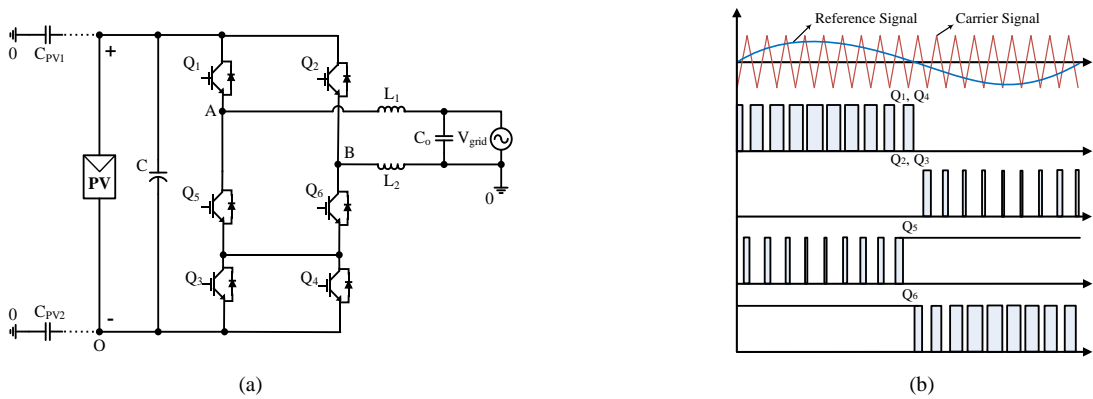 0
C_PV1
+
PV
C
Q1
Q2
A
L1
Co
Vgrid
B
L2
0
Q5
Q6
Q3
Q4
0
C_PV2
-
O
(a)
Reference Signal
Carrier Signal
Q1, Q4
Q2, Q3
Q5
Q6
(b)